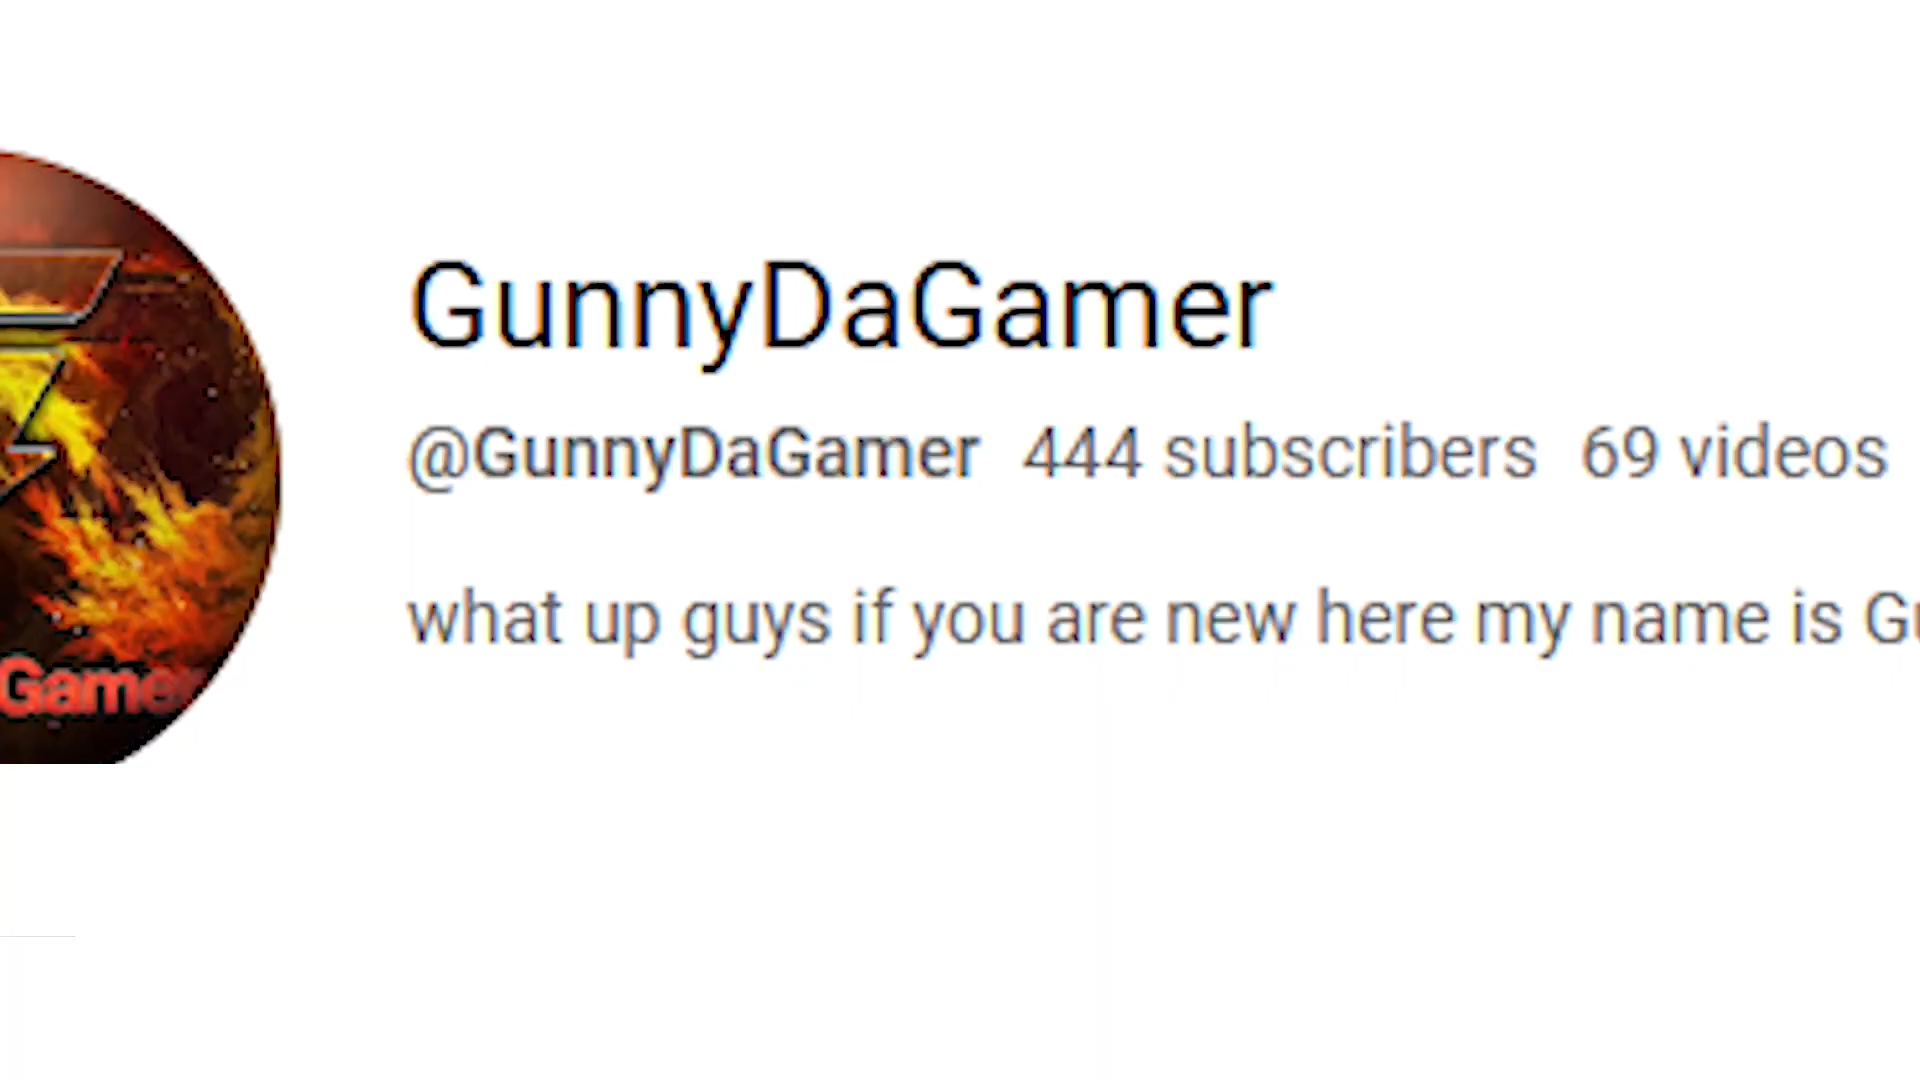 GunnyDaGamer
@GunnyDaGamer 444 subscribers 69 videos
what up guys if you are new here my name is
Gamer